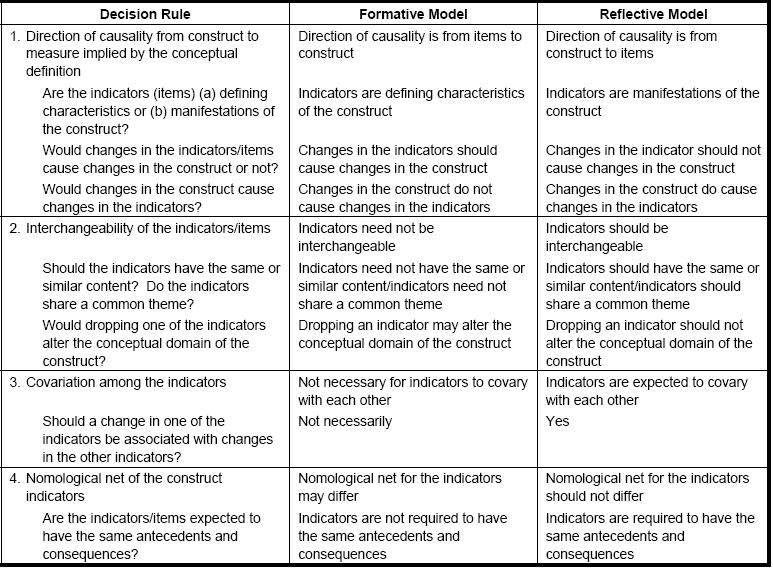 Decision Rule
Formative Model
Reflective Model
1. Direction of causality from construct to
measure implied by the conceptual
definition
Direction of causality is from items to
construct
Direction of causality is from
construct to items
Are the indicators (items) (a) defining
characteristics or (b) manifestations of
the construct?
Indicators are defining characteristics
of the construct
Indicators are manifestations of the
construct
Would changes in the indicators/items
cause changes in the construct or not?
Changes in the indicators should
cause changes in the construct
Changes in the indicator should not
cause changes in the construct
Would changes in the construct cause
changes in the indicators?
Changes in the construct do not
cause changes in the indicators
Changes in the construct do cause
changes in the indicators
2. Interchangeability of the indicators/items
Indicators need not be
interchangeable
Indicators should be
interchangeable
Should the indicators have the same or
similar content? Do the indicators
share a common theme?
Indicators need not have the same or
similar content/indicators need not
share a common theme
Indicators should have the same or
similar content/indicators should
share a common theme
Would dropping one of the indicators
alter the conceptual domain of the
construct?
Dropping an indicator may alter the
conceptual domain of the construct
Dropping an indicator should not
alter the conceptual domain of the
construct
3. Covariation among the indicators
Not necessary for indicators to covary
with each other
Indicators are expected to covary
with each other
Should a change in one of the
indicators be associated with changes
in the other indicators?
Not necessarily
Yes
4. Nomological net of the construct
indicators
Nomological net for the indicators
may differ
Nomological net for the indicators
should not differ
Are the indicators/items expected to
have the same antecedents and
consequences?
Indicators are not required to have
the same antecedents and
consequences
Indicators are required to have the
same antecedents and
consequences